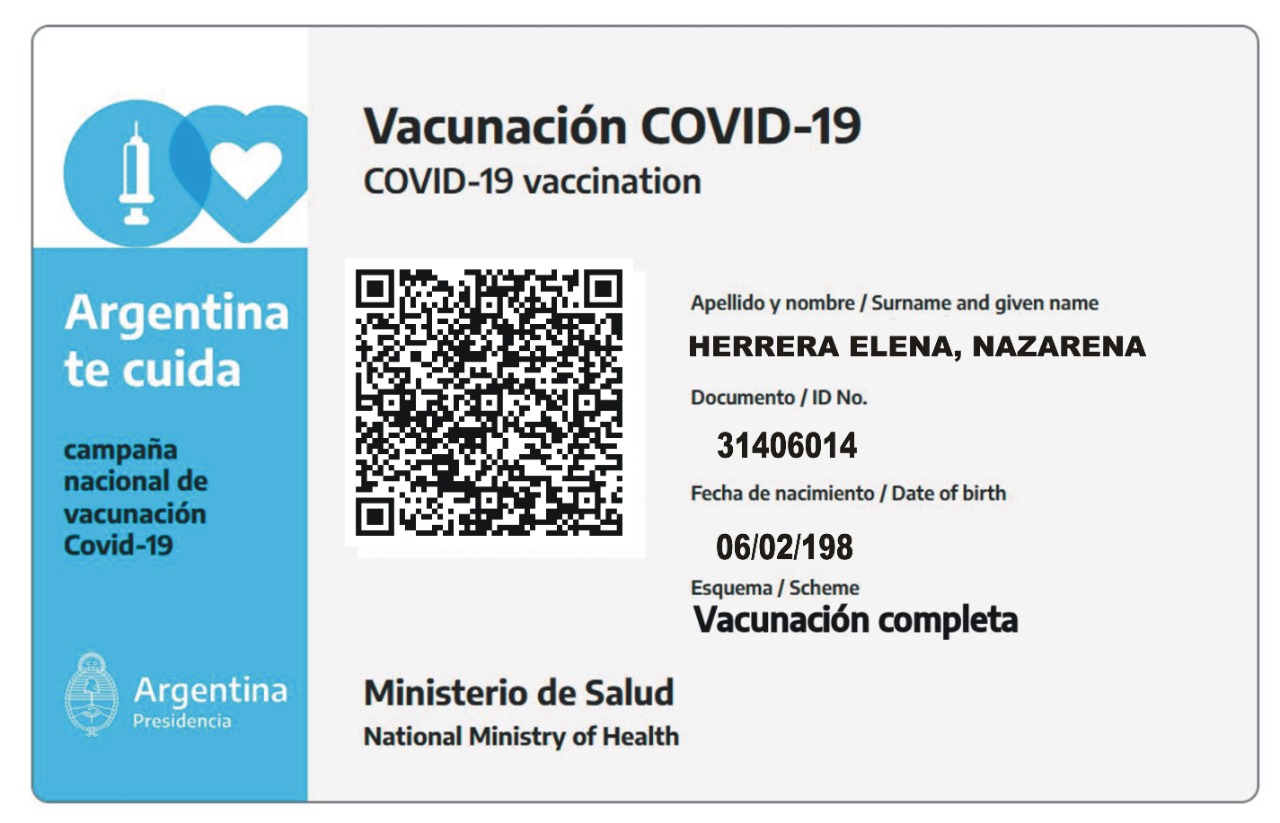 Vacunación COVID-19
COVID-19 vaccination
Argentina
te cuida
campaña
nacional de
vacunación
Covid-19
Argentina
Presidencia
Apellido y nombre / Surname and given name
HERRERA ELENA, NAZARENA
Documento / ID No.
31406014
Fecha de nacimiento / Date of birth
06/02/198
Esquema / Scheme
Vacunación completa
Ministerio de Salud
National Ministry of Health